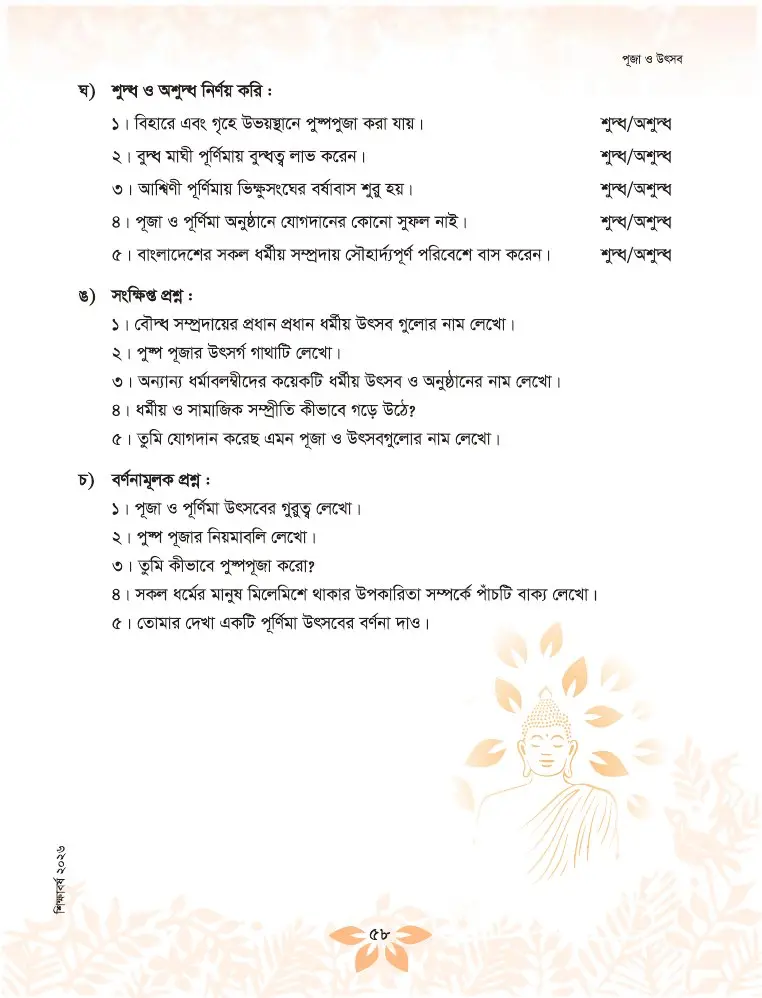 পূজা ও উৎসব
ঘ) শুদ্ধ ও অশুদ্ধ নির্ণয় করি :
১। বিহারে এবং গৃহে উভয়স্থানে পুষ্পপুজা করা যায়। শুদ্ধ/অশুদ্ধ
২। বুদ্ধ মাঘী পূর্ণিমায় বুদ্ধত্ব লাভ করেন। শুদ্ধ/অশুদ্ধ
৩। আশ্বিণী পূর্ণিমায় ভিক্ষুসংঘের বর্ষাবাস শুরু হয়। শুদ্ধ/অশুদ্ধ
৪। পূজা ও পূর্ণিমা অনুষ্ঠানে যোগদানের কোনো সুফল নাই। শুদ্ধ/অশুদ্ধ
৫। বাংলাদেশের সকল ধর্মীয় সম্প্রদায় সৌহার্দ্যপূর্ণ পরিবেশে বাস করেন। শুদ্ধ/অশুদ্ধ
ঙ) সংক্ষিপ্ত প্রশ্ন :
১। বৌদ্ধ সম্প্রদায়ের প্রধান প্রধান ধর্মীয় উৎসব গুলোর নাম লেখো।
২। পুষ্প পূজার উৎসর্গ গাথাটি লেখো।
৩। অন্যান্য ধর্মাবলম্বীদের কয়েকটি ধর্মীয় উৎসব ও অনুষ্ঠানের নাম লেখো।
৪। ধর্মীয় ও সামাজিক সম্প্রীতি কীভাবে গড়ে উঠে?
৫। তুমি যোগদান করেছ এমন পূজা ও উৎসবগুলোর নাম লেখো।
চ) বর্ণনামূলক প্রশ্ন :
১। পূজা ও পূর্ণিমা উৎসবের গুরুত্ব লেখো।
২। পুষ্প পূজার নিয়মাবলি লেখো।
৩। তুমি কীভাবে পুষ্পপূজা করো?
৪। সকল ধর্মের মানুষ মিলেমিশে থাকার উপকারিতা সম্পর্কে পাঁচটি বাক্য লেখো।
৫। তোমার দেখা একটি পূর্ণিমা উৎসবের বর্ণনা দাও।
শিক্ষাবর্ষ ২০২৬
৫৮